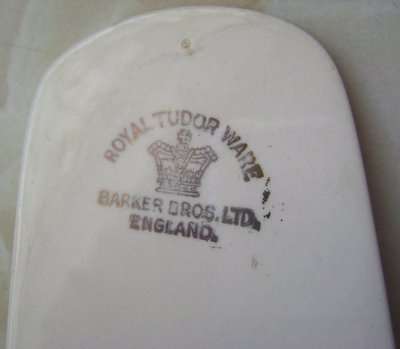 ROYAL TUDOR WARE
BARKER BROS. LTD.
ENGLAND.